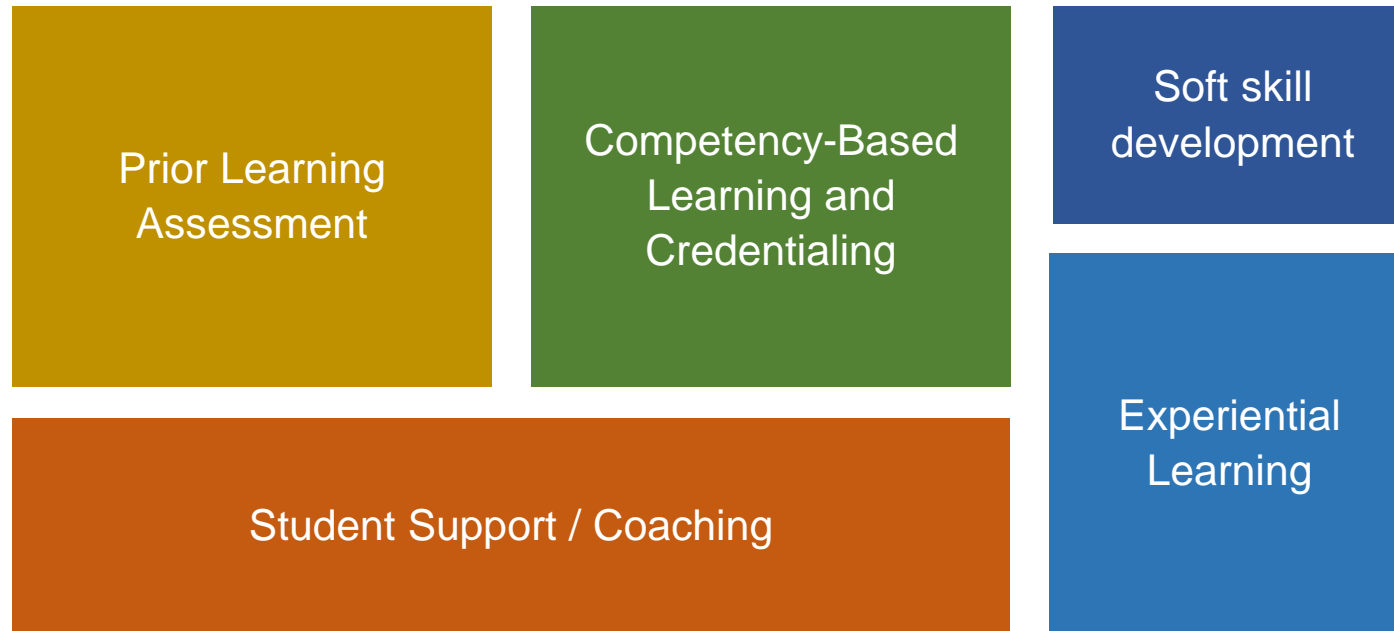 Prior Learning
Assessment
Competency-Based
Learning and
Credentialing
Soft skill
development
Student Support / Coaching
Experiential
Learning